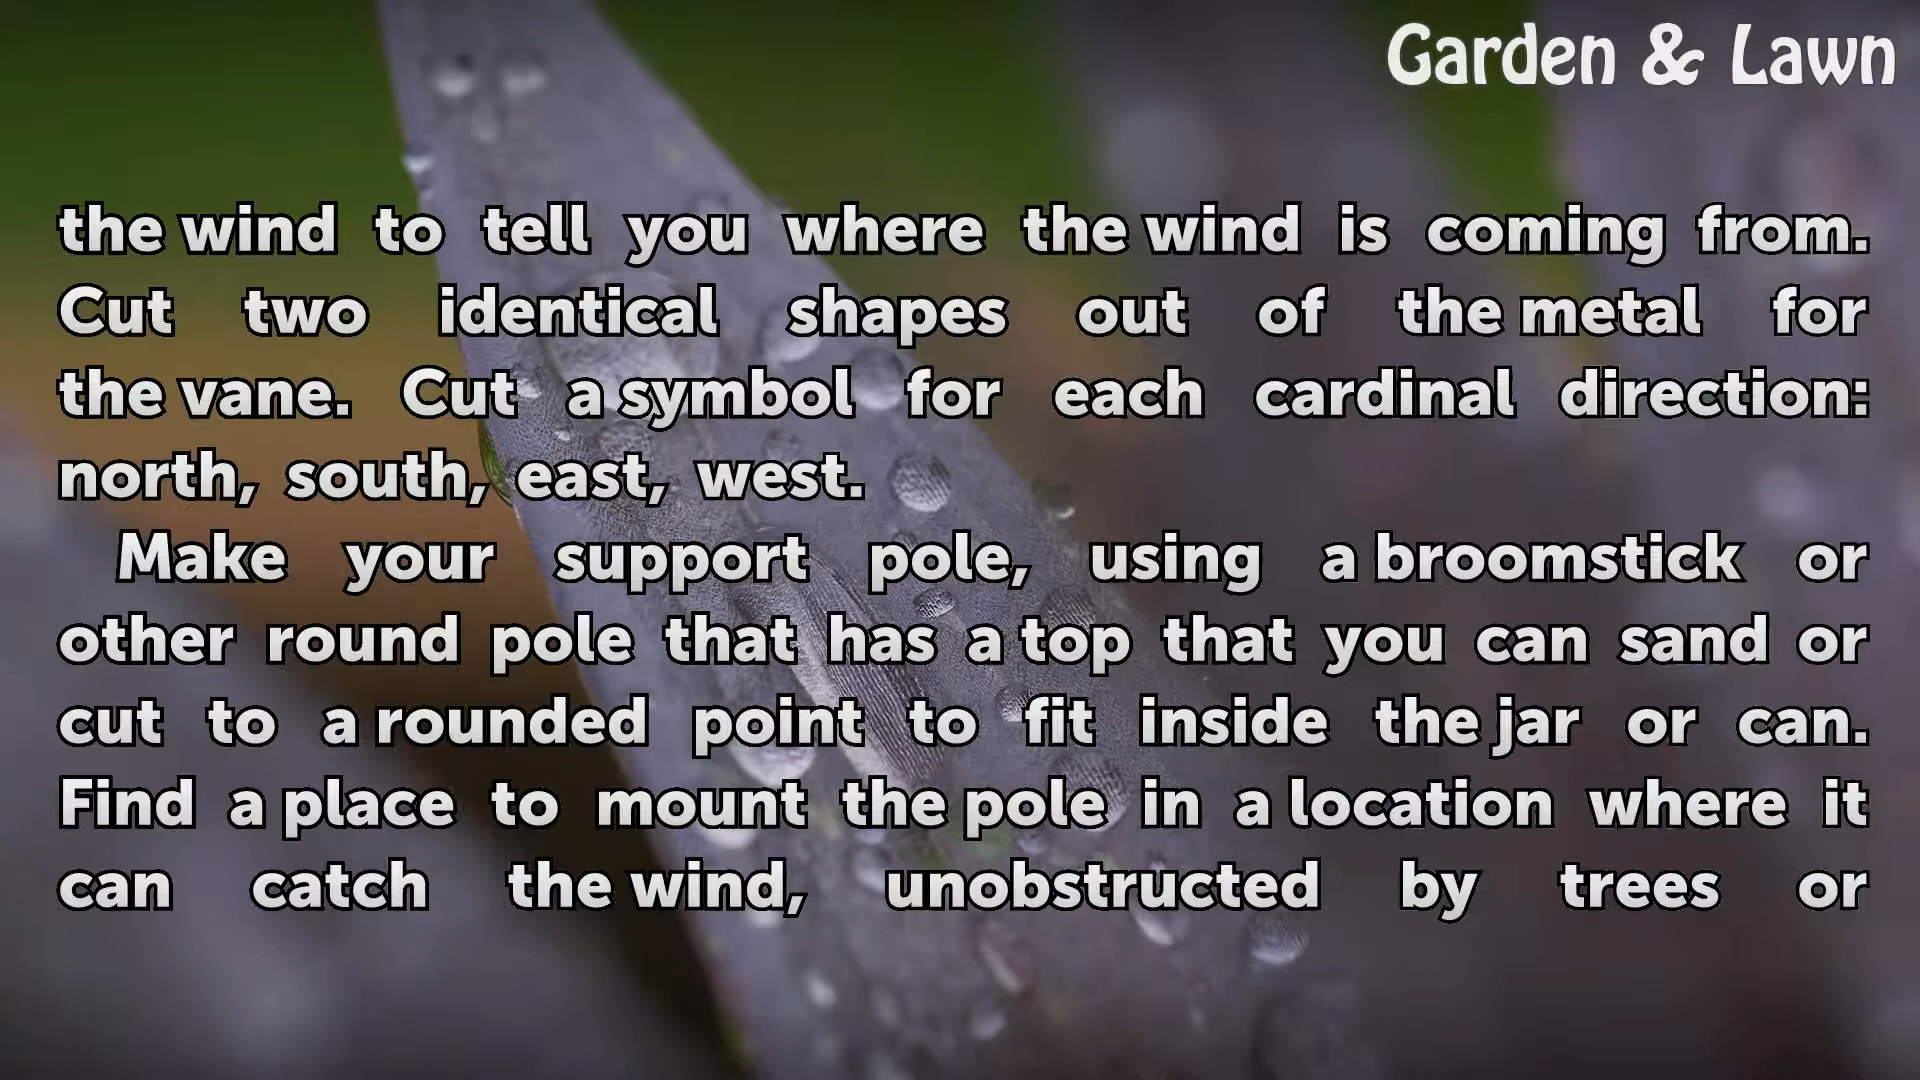 Garden & Lawn
the wind to tell you where the wind is coming from.
Cut two identical shapes out of the metal for
the vane. Cut a symbol for each cardinal direction:
north, south, east, west.
Make your support pole, using a broomstick or
other round pole that has a top that you can sand or
cut to a rounded point to fit inside the jar or can.
Find a place to mount the pole in a location where it
can catch the wind, unobstructed by trees or